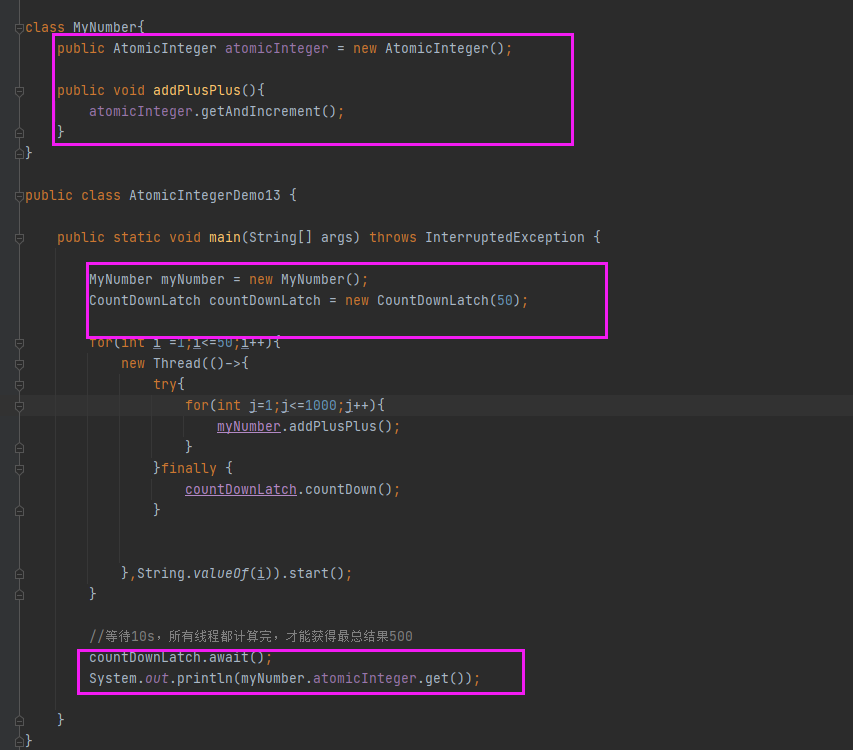 class MyNumber{
    public AtomicInteger atomicInteger = new AtomicInteger();
    public void addPlusPlus(){
        atomicInteger.getAndIncrement();
    }
}
public class AtomicIntegerDemo13 {
    public static void main(String[] args) throws InterruptedException {
        MyNumber myNumber = new MyNumber();
        CountDownLatch countDownLatch = new CountDownLatch(50);
        for(int i =1;i<=50;i++){
            new Thread(()->{
                try{
                    for(int j=1;j<=1000;j++){
                        myNumber.addPlusPlus();
                    }
                }finally {
                    countDownLatch.countDown();
                }
            },String.valueOf(i)).start();
        }
        //等待10s，所有线程都计算完，才能获得最总结果500
        countDownLatch.await();
        System.out.println(myNumber.atomicInteger.get());
    }
}